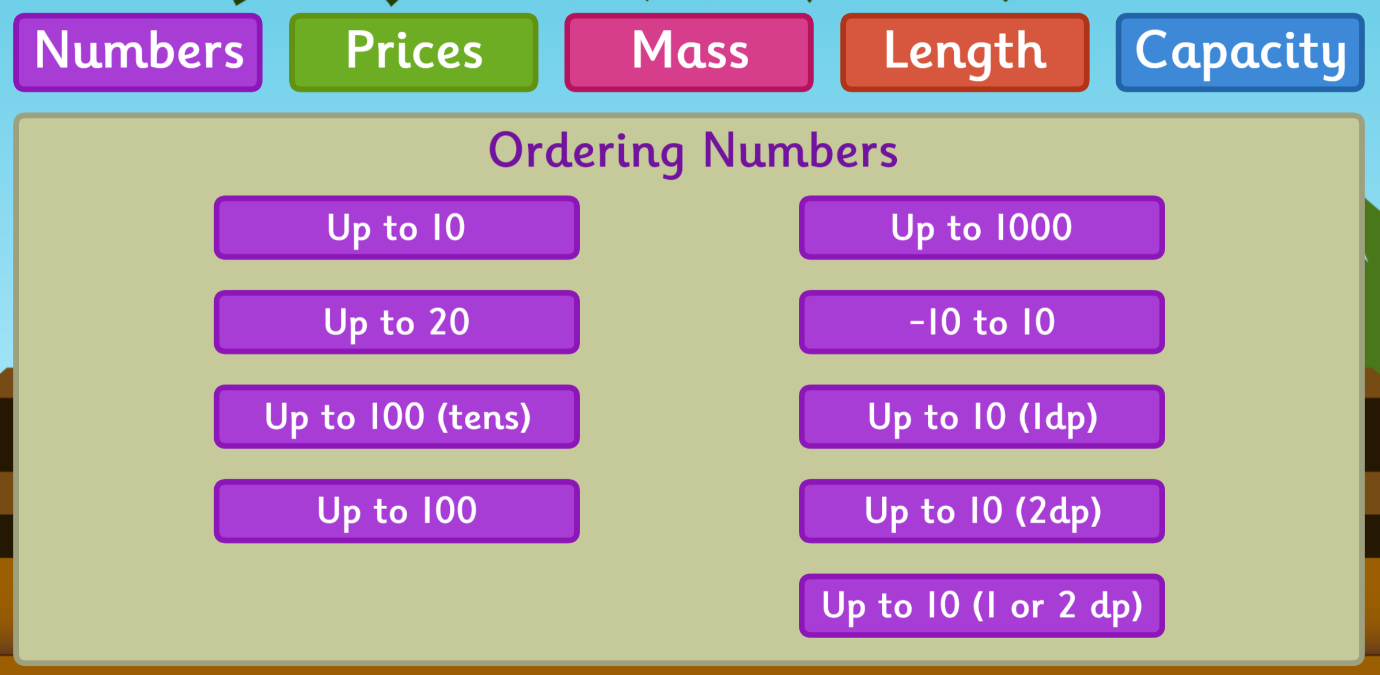 Numbers
Prices
Mass
Length
Capacity
Ordering Numbers
Up to 10
Up to 20
Up to 100 (tens)
Up to 100
Up to 1000
-10 to 10
Up to 10 (1dp)
Up to 10 (2dp)
Up to 10 (1 or 2 dp)